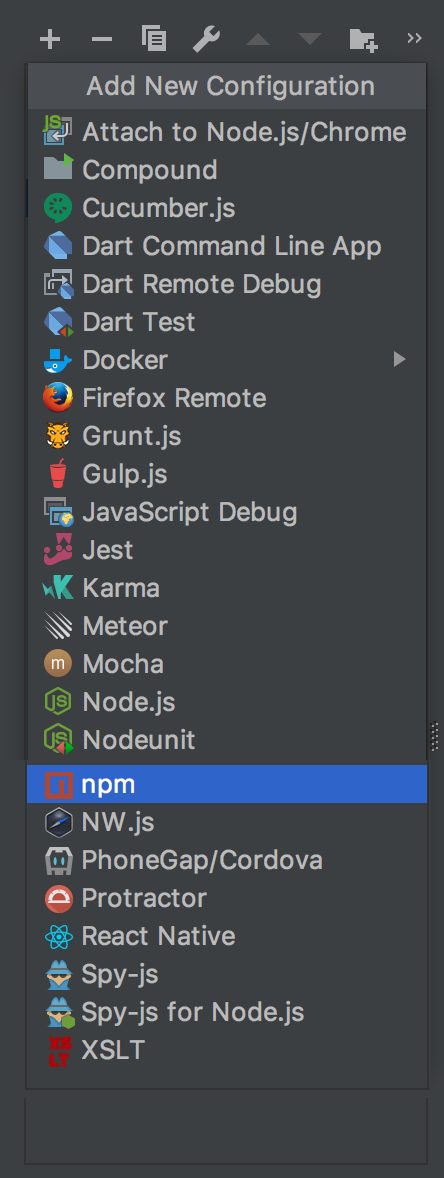 Add New Configuration
Attach to Node.js/Chrome
Compound
Cucumber.js
Dart Command Line App
Dart Remote Debug
Dart Test
Docker
Firefox Remote
Grunt.js
Gulp.js
JavaScript Debug
Jest
Karma
Meteor
m Mocha
Node.js
Nodeunit
npm
NW.js
PhoneGap/Cordova
Protractor
React Native
Spy-js
Spy-js for Node.js
XSLT